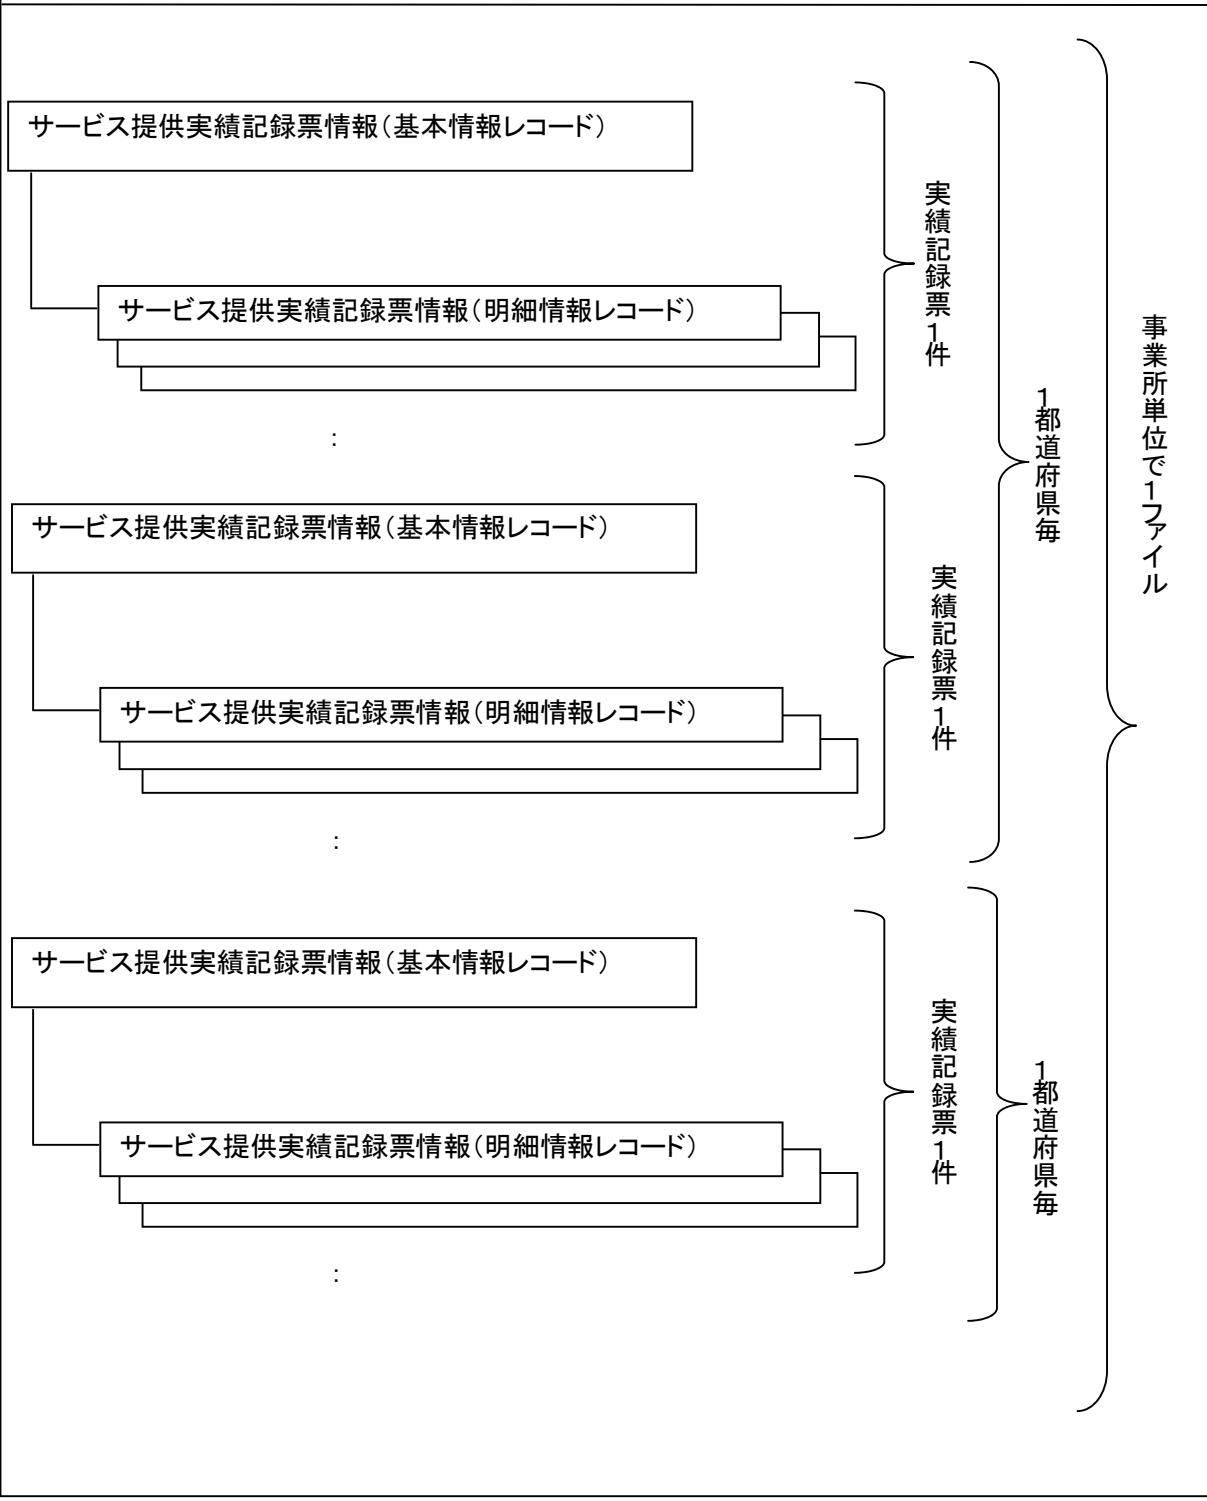 サービス提供実績記録票情報（基本情報レコード）
サービス提供実績記録票情報（明細情報レコード）
：
実績記録票1件
サービス提供実績記録票情報（基本情報レコード）
サービス提供実績記録票情報（明細情報レコード）
：
実績記録票1件
1都道府県毎
サービス提供実績記録票情報（基本情報レコード）
サービス提供実績記録票情報（明細情報レコード）
：
実績記録票1件
1都道府県毎
事業所単位で1ファイル